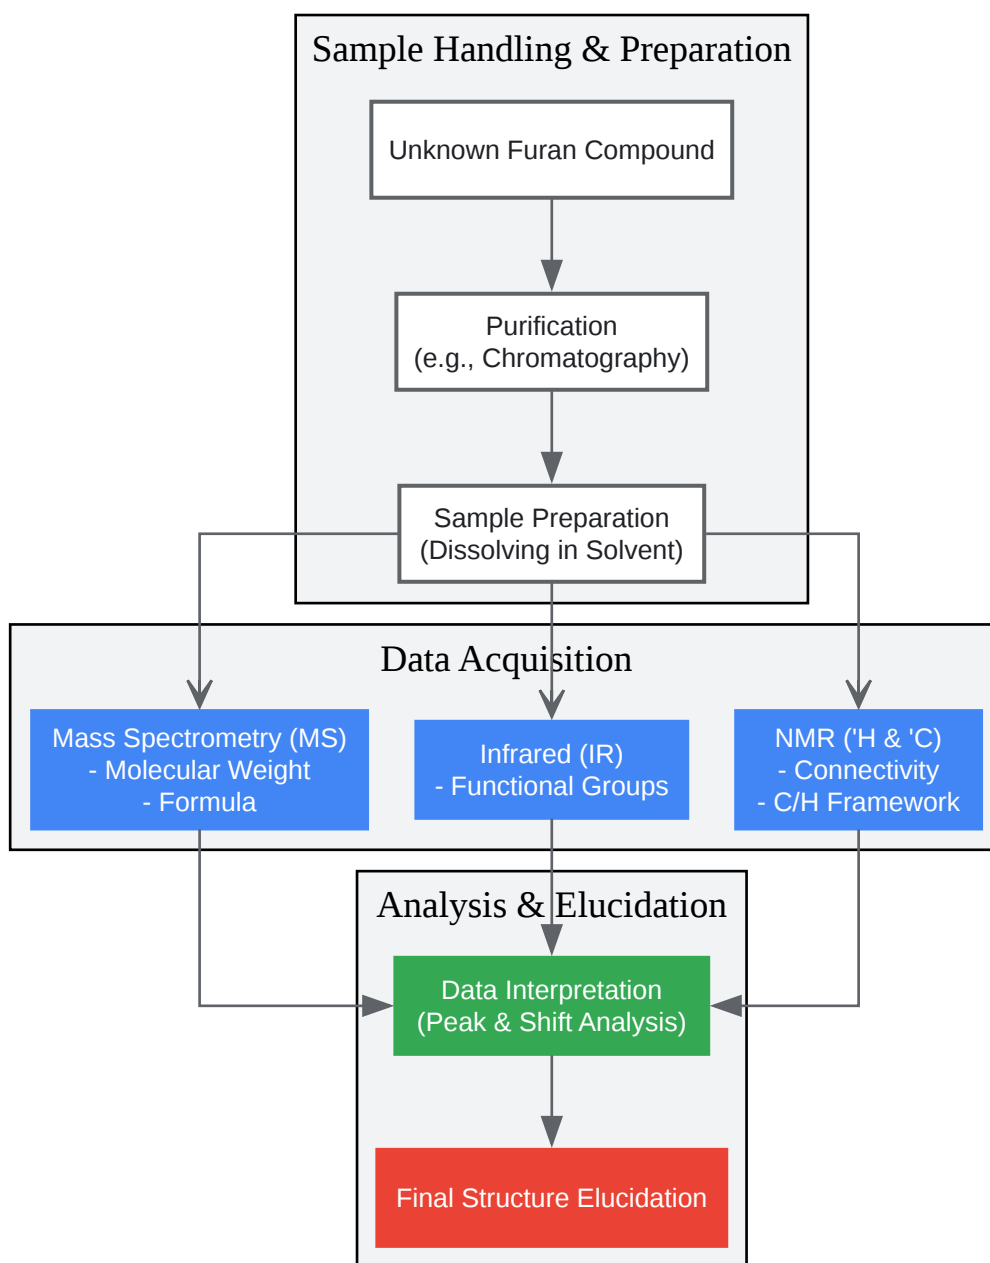 Sample Handling & Preparation
Unknown Furan Compound
Purification
(e.g., Chromatography)
Sample Preparation
(Dissolving in Solvent)
Data Acquisition
Mass Spectrometry (MS)
- Molecular Weight
- Formula
Infrared (IR)
- Functional Groups
NMR ('H & 'C)
- Connectivity
- C/H Framework
Analysis & Elucidation
Data Interpretation
(Peak & Shift Analysis)
Final Structure Elucidation